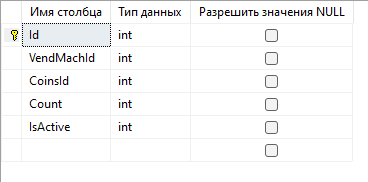 Имя столбца Тип данных Разрешить значения NULL
Id int
VendMachId int
CoinsId int
Count int
IsActive int